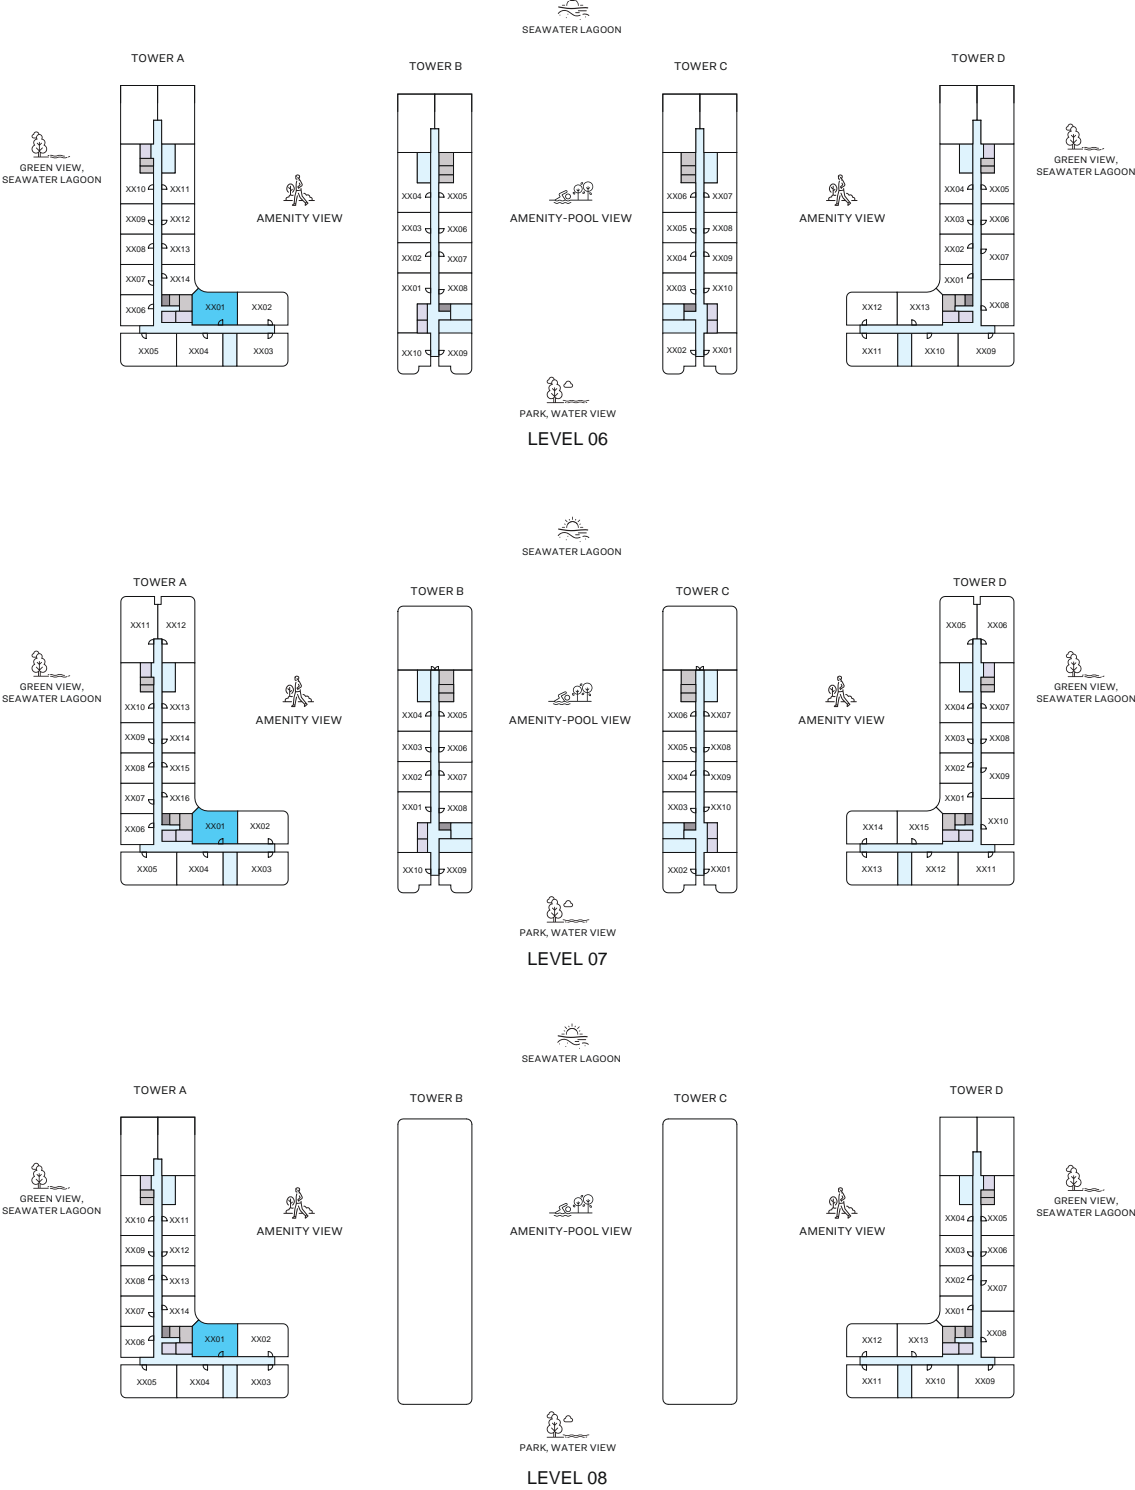 SEAWATER LAGOON
TOWER A
TOWER B
TOWER C
TOWER D
GREEN VIEW,
SEAWATER LAGOON
AMENITY VIEW
AMENITY-POOL VIEW
AMENITY VIEW
GREEN VIEW,
SEAWATER LAGOON
XX10 XX11
XX09 XX12
XX08 XX13
XX07 XX14
XX06 XX01 XX02
XX05 XX04 XX03
XX04 XX05
XX03 XX06
XX02 XX07
XX01 XX08
XX10 XX09
XX06 XX07
XX05 XX08
XX04 XX09
XX03 XX10
XX02 XX01
XX04 XX05
XX03 XX06
XX02 XX07
XX01
XX12 XX13 XX08
XX11 XX10 XX09
PARK, WATER VIEW
LEVEL 06
SEAWATER LAGOON
TOWER A
TOWER B
TOWER C
TOWER D
GREEN VIEW,
SEAWATER LAGOON
AMENITY VIEW
AMENITY-POOL VIEW
AMENITY VIEW
GREEN VIEW,
SEAWATER LAGOON
XX11 XX12
XX10 XX13
XX09 XX14
XX08 XX15
XX07 XX16
XX06 XX01 XX02
XX05 XX04 XX03
XX04 XX05
XX03 XX06
XX02 XX07
XX01 XX08
XX10 XX09
XX06 XX07
XX05 XX08
XX04 XX09
XX03 XX10
XX02 XX01
XX05 XX06
XX04 XX07
XX03 XX08
XX02 XX09
XX01
XX14 XX15 XX10
XX13 XX12 XX11
PARK, WATER VIEW
LEVEL 07
SEAWATER LAGOON
TOWER A
TOWER B
TOWER C
TOWER D
GREEN VIEW,
SEAWATER LAGOON
AMENITY VIEW
AMENITY-POOL VIEW
AMENITY VIEW
GREEN VIEW,
SEAWATER LAGOON
XX10 XX11
XX09 XX12
XX08 XX13
XX07 XX14
XX06 XX01 XX02
XX05 XX04 XX03
XX04 XX05
XX03 XX06
XX02 XX07
XX01
XX12 XX13 XX08
XX11 XX10 XX09
PARK, WATER VIEW
LEVEL 08